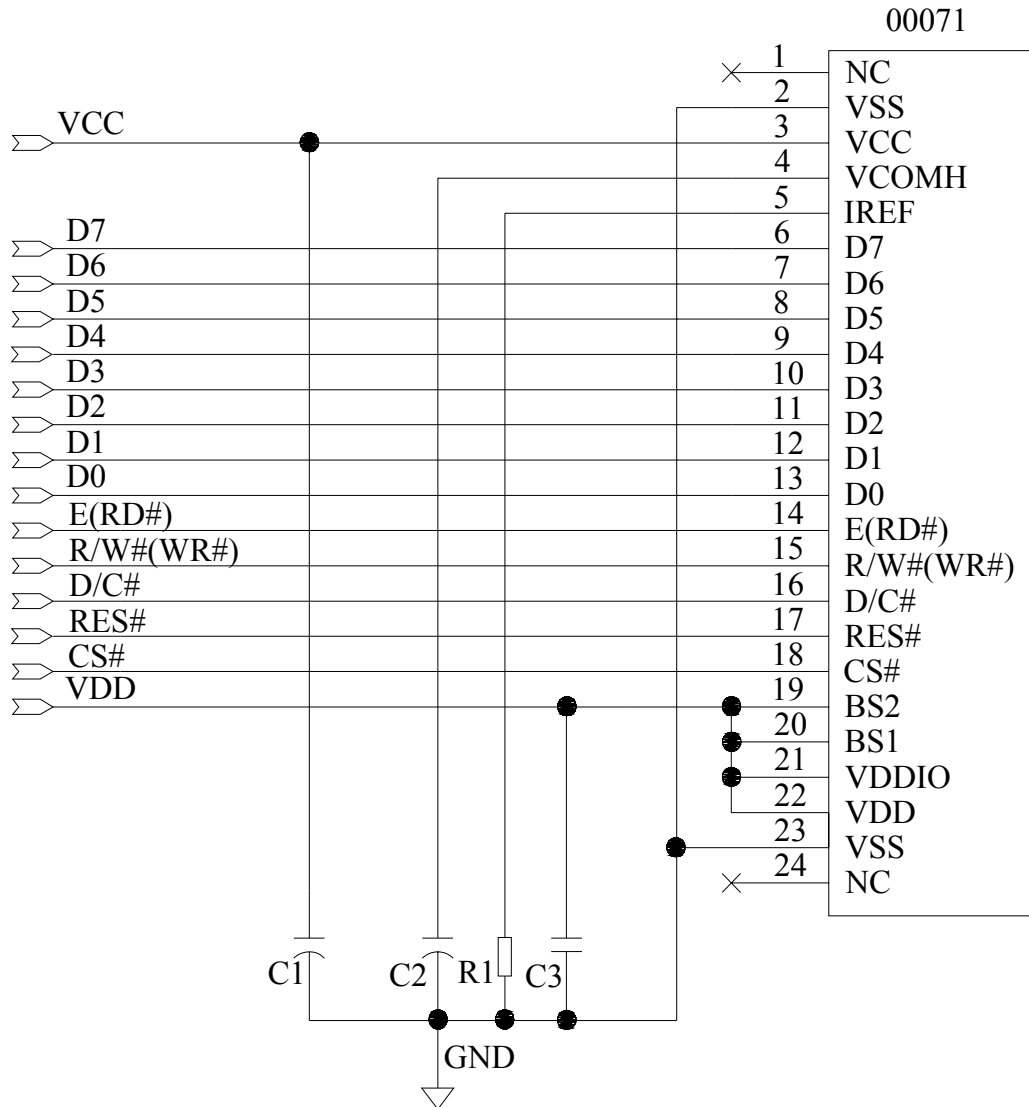 00071
1 NC
2 VSS
VCC 3 VCC
4 VCOMH
5 IREF
D7 6 D7
D6 7 D6
D5 8 D5
D4 9 D4
D3 10 D3
D2 11 D2
D1 12 D1
D0 13 D0
E(RD#) 14 E(RD#)
R/W#(WR#) 15 R/W#(WR#)
D/C# 16 D/C#
RES# 17 RES#
CS# 18 CS#
VDD 19 BS2
20 BS1
21 VDDIO
22 VDD
23 VSS
24 NC
C1 C2 R1 C3
GND